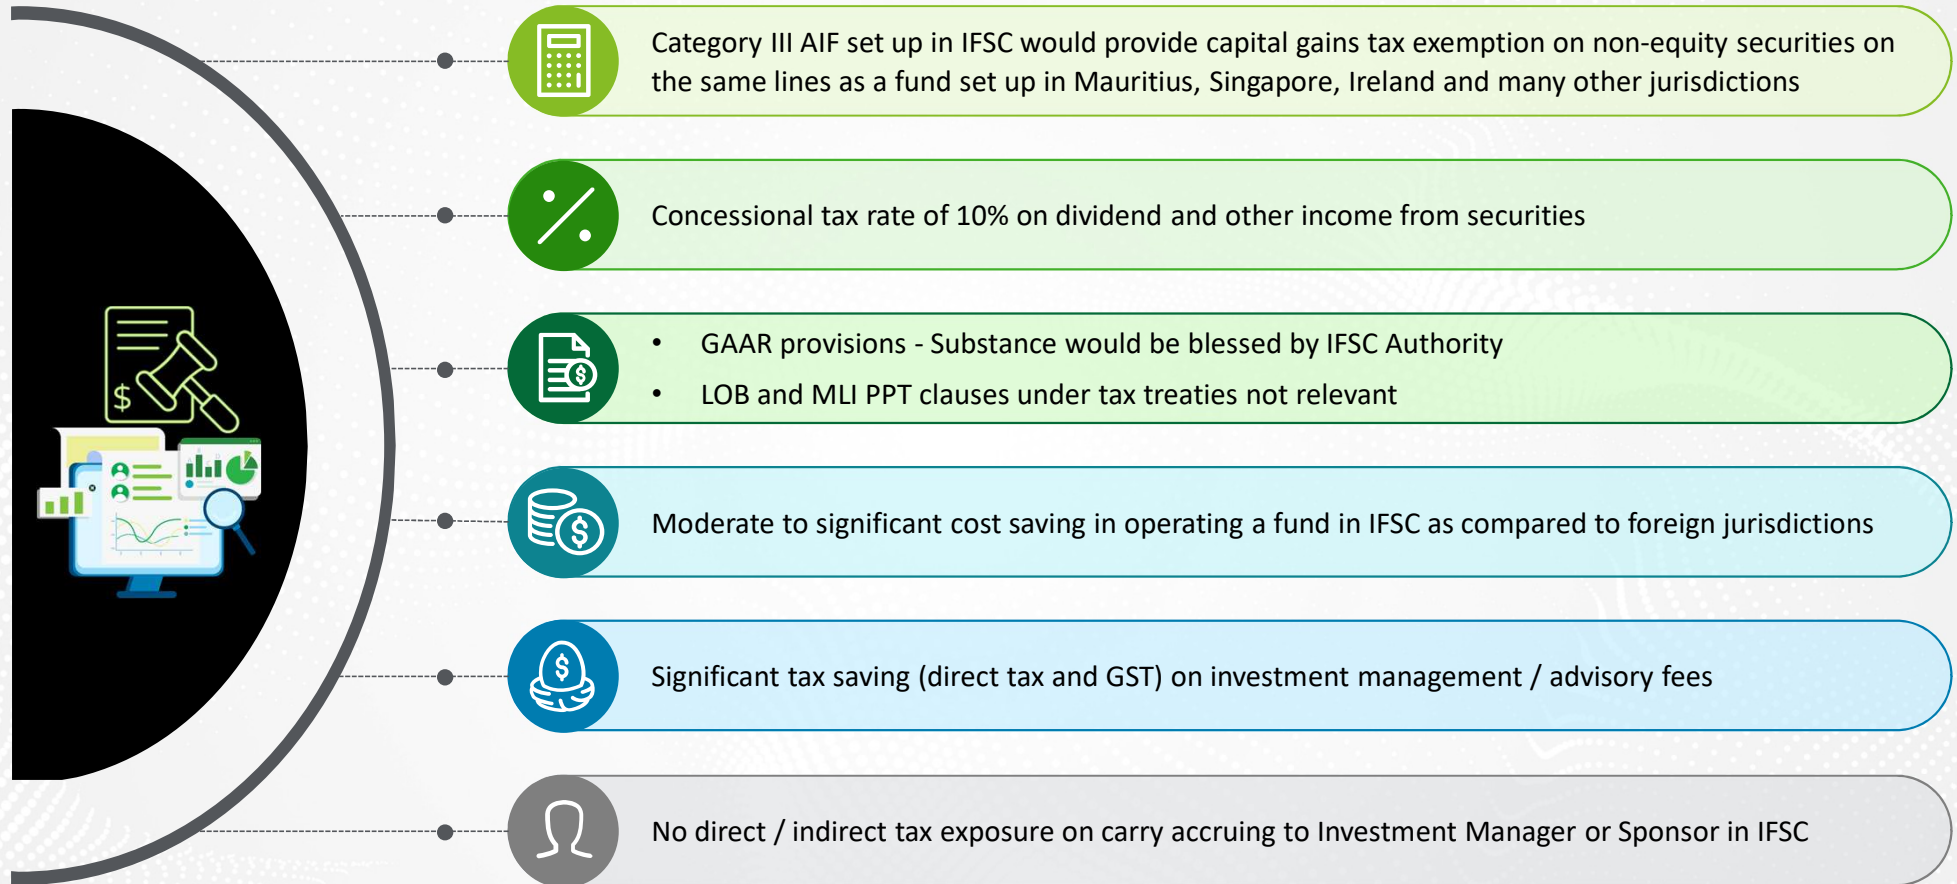 Category III AIF set up in IFSC would provide capital gains tax exemption on non-equity securities on
the same lines as a fund set up in Mauritius, Singapore, Ireland and many other jurisdictions
Concessional tax rate of 10% on dividend and other income from securities
• GAAR provisions - Substance would be blessed by IFSC Authority
• LOB and MLI PPT clauses under tax treaties not relevant
Moderate to significant cost saving in operating a fund in IFSC as compared to foreign jurisdictions
Significant tax saving (direct tax and GST) on investment management / advisory fees
No direct / indirect tax exposure on carry accruing to Investment Manager or Sponsor in IFSC